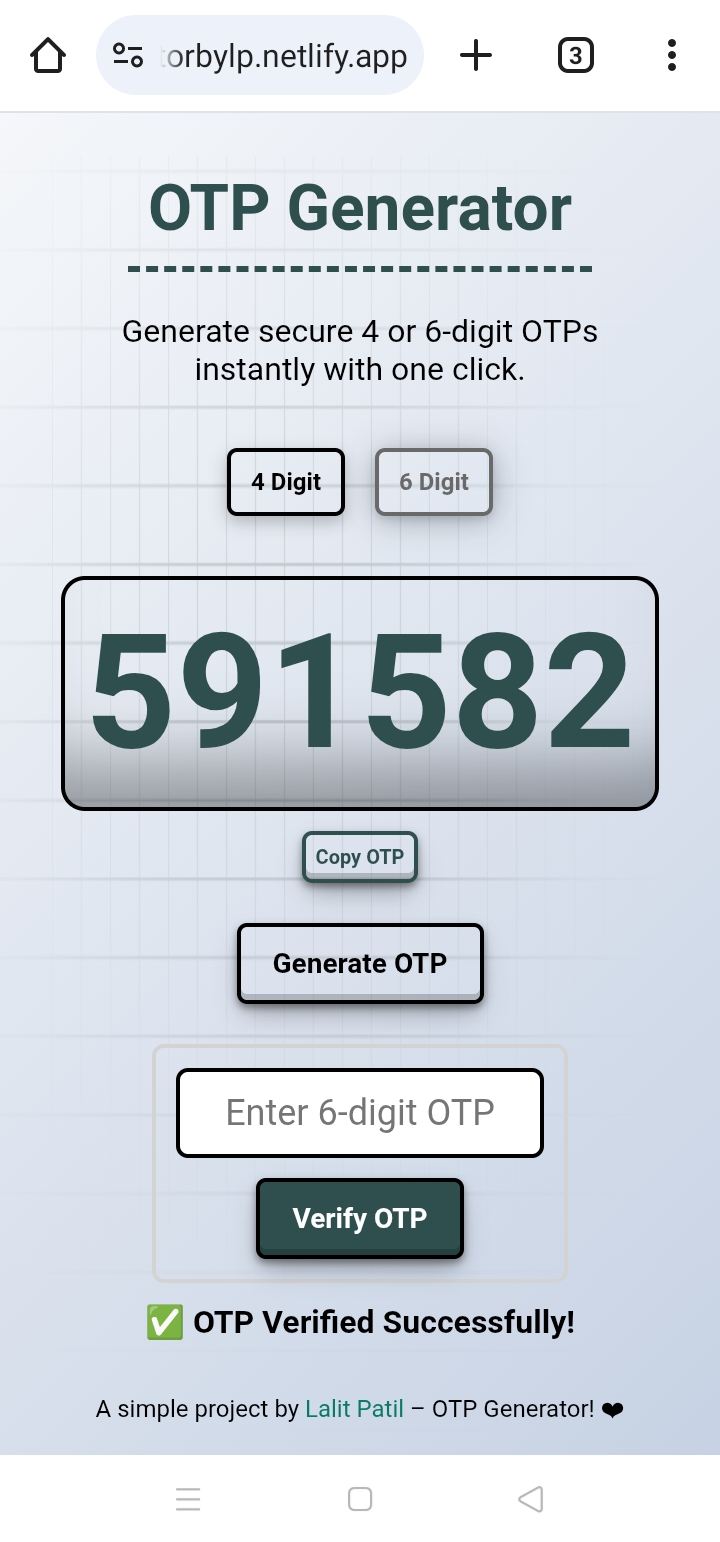 orbylp.netlify.app
3
OTP Generator
Generate secure 4 or 6-digit OTPs
instantly with one click.
4 Digit 6 Digit
591582
Copy OTP
Generate OTP
Enter 6-digit OTP
Verify OTP
✅ OTP Verified Successfully!
A simple project by Lalit Patil – OTP Generator! ❤